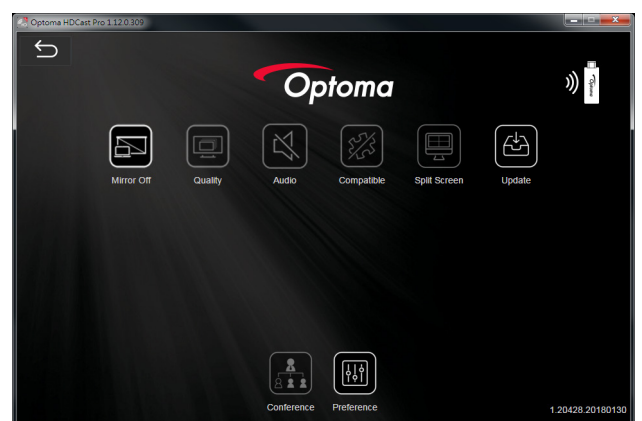 Optoma HDCast Pro 1.12.0.309
Optoma
Optoma
Mirror Off
Quality
Audio
Compatible
Split Screen
Update
Conference
Preference
1.20428.20180130